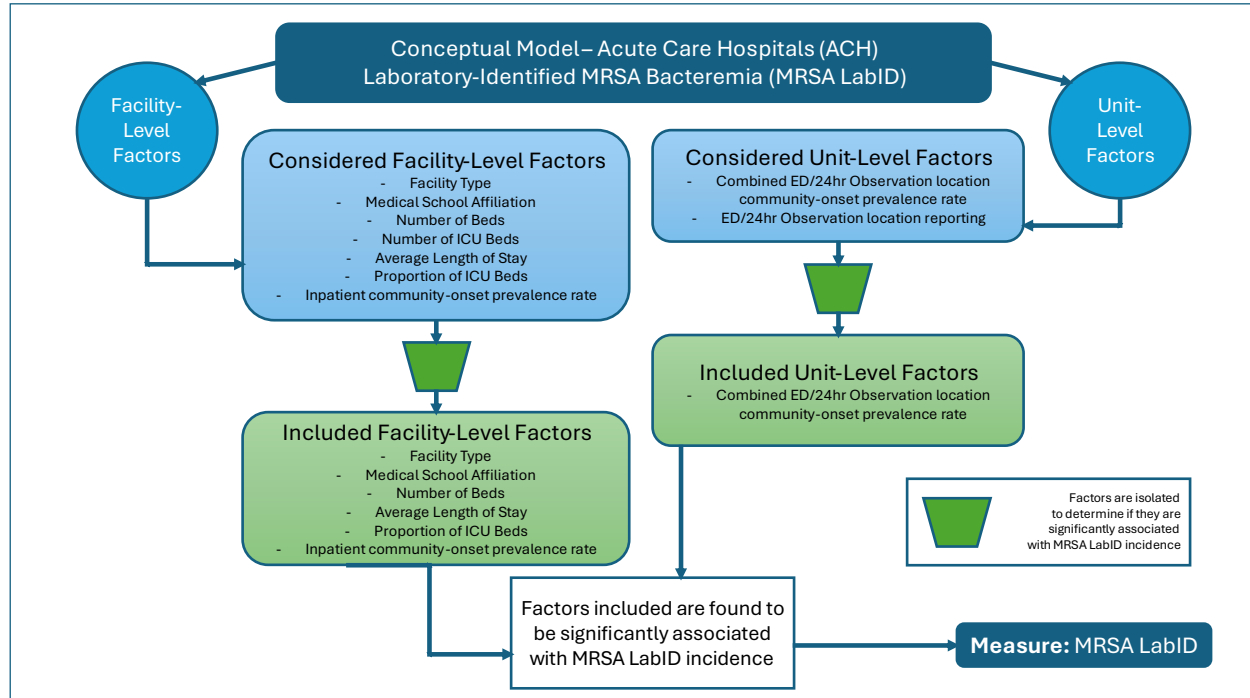 Conceptual Model– Acute Care Hospitals (ACH)
Laboratory-Identified MRSA Bacteremia (MRSA LabID)
Facility-
Level
Factors
Unit-
Level
Factors
Considered Facility-Level Factors
- Facility Type
- Medical School Affiliation
- Number of Beds
- Number of ICU Beds
- Average Length of Stay
- Proportion of ICU Beds
- Inpatient community-onset prevalence rate
Considered Unit-Level Factors
- Combined ED/24hr Observation location
community-onset prevalence rate
- ED/24hr Observation location reporting
Included Facility-Level Factors
- Facility Type
- Medical School Affiliation
- Number of Beds
- Average Length of Stay
- Proportion of ICU Beds
- Inpatient community-onset prevalence rate
Included Unit-Level Factors
- Combined ED/24hr Observation location
community-onset prevalence rate
Factors are isolated
to determine if they are
significantly associated
with MRSA LabID incidence
Factors included are found to
be significantly associated
with MRSA LabID incidence
Measure: MRSA LabID